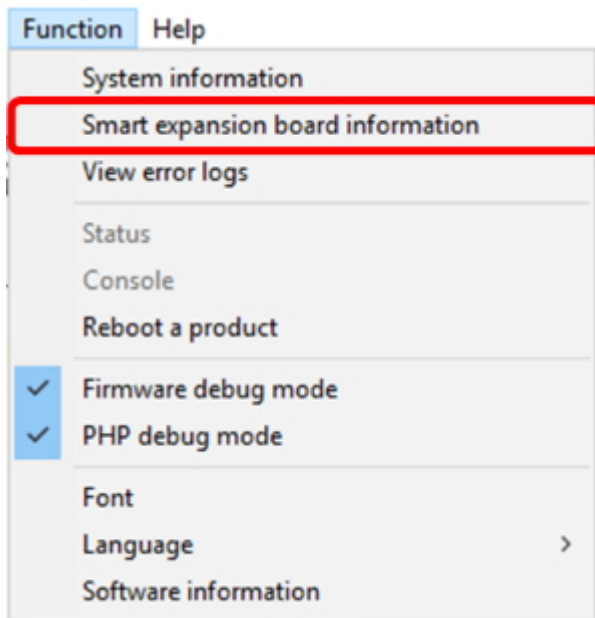 Function Help
System information
Smart expansion board information
View error logs
Status
Console
Reboot a product
Firmware debug mode
PHP debug mode
Font
Language
Software information